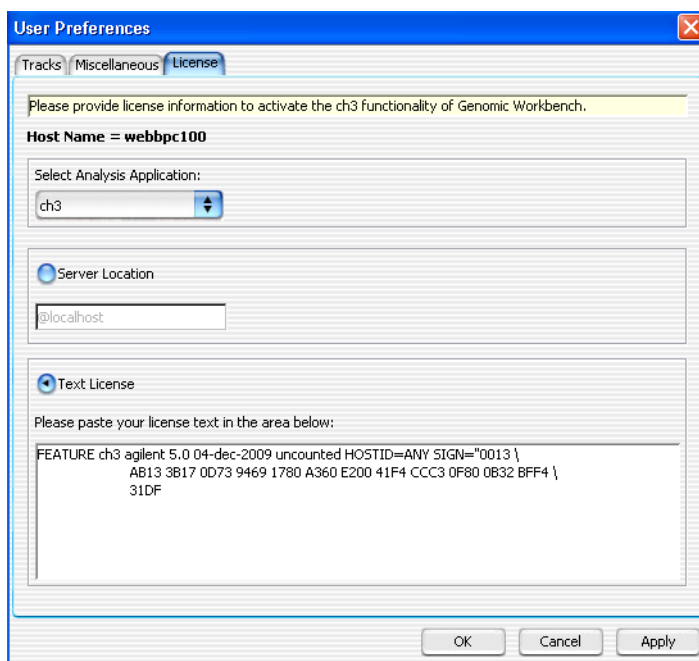 User Preferences
Tracks Miscellaneous License
Please provide license information to activate the ch3 functionality of Genomic Workbench.
Host Name = webbpc100
Select Analysis Application:
ch3
Server Location
@localhost
Text License
Please paste your license text in the area below:
FEATURE ch3 agilent 5.0 04-dec-2009 uncounted HOSTID=ANY SIGN="0013 \
AB13 3B17 0D73 9469 1780 A360 E200 41F4 CCC3 0F80 0B32 BFF4 \
31DF
OK Cancel Apply